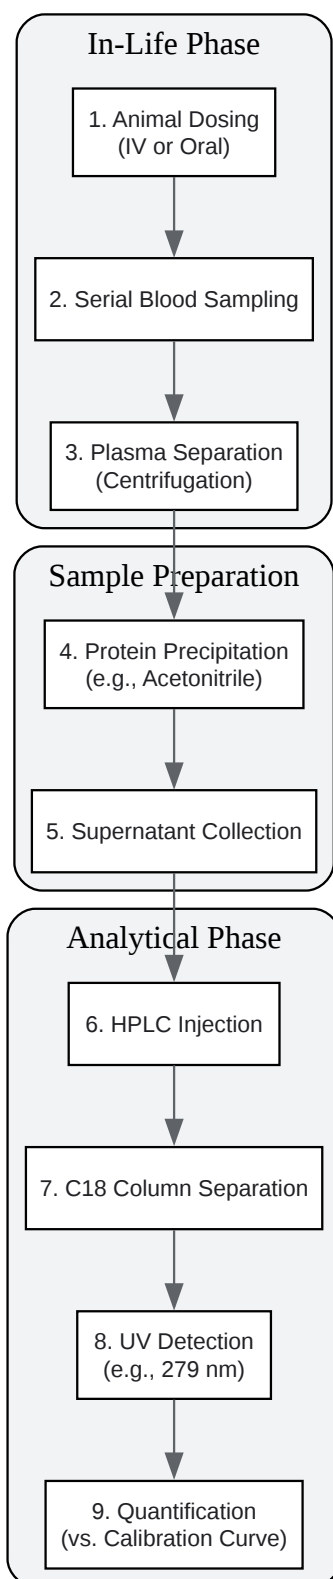 In-Life Phase
1. Animal Dosing
(IV or Oral)
2. Serial Blood Sampling
3. Plasma Separation
(Centrifugation)
Sample Preparation
4. Protein Precipitation
(e.g., Acetonitrile)
5. Supernatant Collection
Analytical Phase
6. HPLC Injection
7. C18 Column Separation
8. UV Detection
(e.g., 279 nm)
9. Quantification
(vs. Calibration Curve)